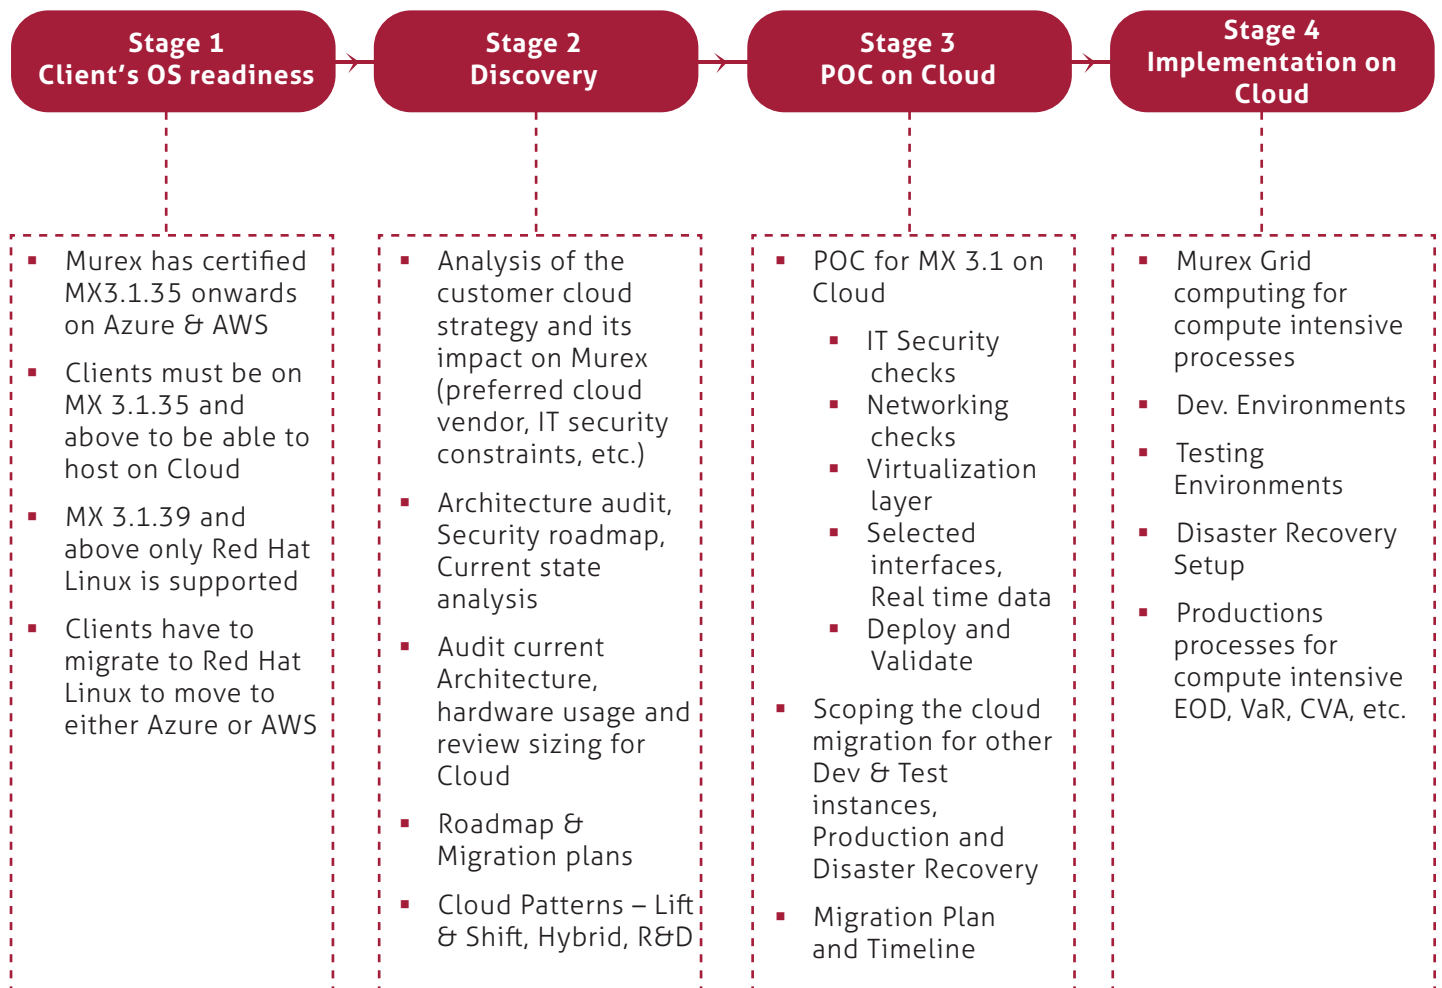 Stage 1
Client's OS readiness
Stage 2
Discovery
Stage 3
POC on Cloud
Stage 4
Implementation on
Cloud
▪ Murex has certified
MX3.1.35 onwards
on Azure & AWS
▪ Clients must be on
MX 3.1.35 and
above to be able to
host on Cloud
▪ MX 3.1.39 and
above only Red Hat
Linux is supported
▪ Clients have to
migrate to Red Hat
Linux to move to
either Azure or AWS
▪ Analysis of the
customer cloud
strategy and its
impact on Murex
(preferred cloud
vendor, IT security
constraints, etc.)
▪ Architecture audit,
Security roadmap,
Current state
analysis
▪ Audit current
Architecture,
hardware usage and
review sizing for
Cloud
▪ Roadmap &
Migration plans
▪ Cloud Patterns – Lift
& Shift, Hybrid, R&D
▪ POC for MX 3.1 on
Cloud
▪ IT Security
checks
▪ Networking
checks
▪ Virtualization
layer
▪ Selected
interfaces,
Real time data
▪ Deploy and
Validate
▪ Scoping the cloud
migration for other
Dev & Test
instances,
Production and
Disaster Recovery
▪ Migration Plan
and Timeline
▪ Murex Grid
computing for
compute intensive
processes
▪ Dev. Environments
▪ Testing
Environments
▪ Disaster Recovery
Setup
▪ Productions
processes for
compute intensive
EOD, VaR, CVA, etc.